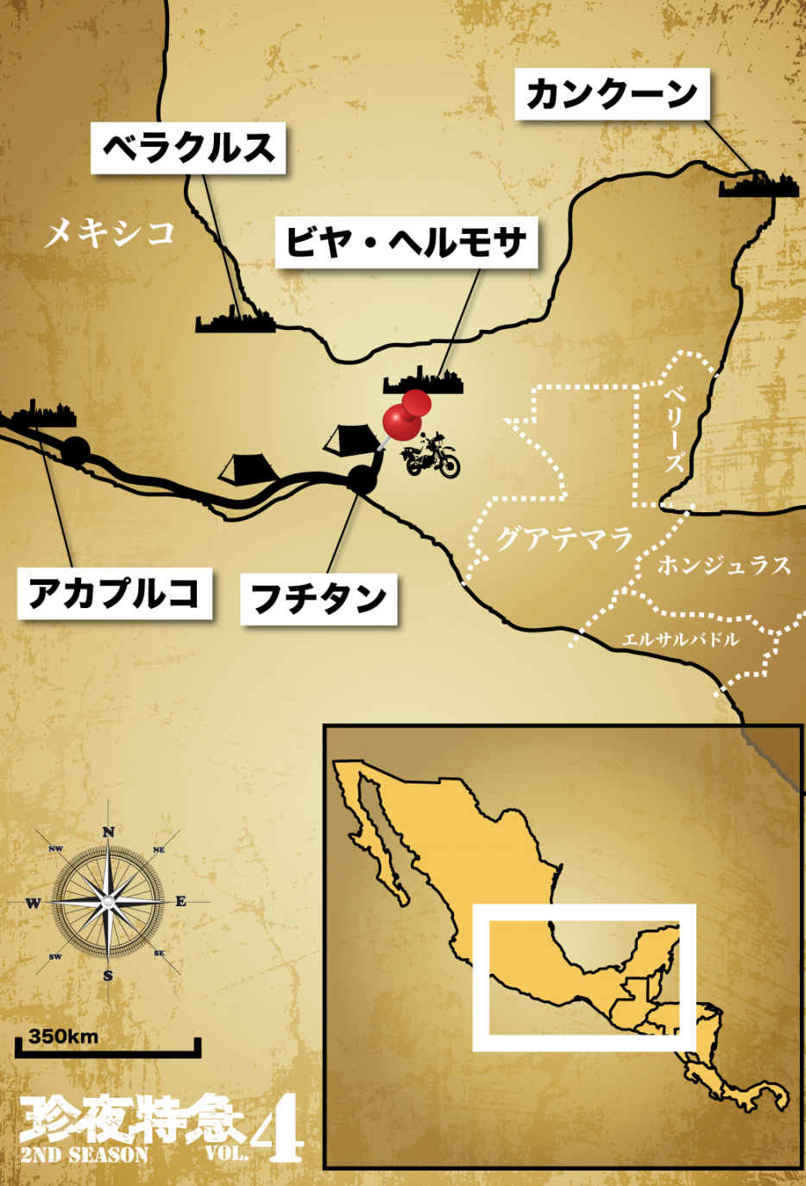 カンクーン
ベラクルス
メキシコ
ビヤ・ヘルモサ
ベリーズ
グアテマラ
ホンジュラス
アカプルコ
フチタン
エルサルバドル
N
NW
NE
W
E
SW
SE
S
350km
珍夜特急
2ND SEASON
VOL.4